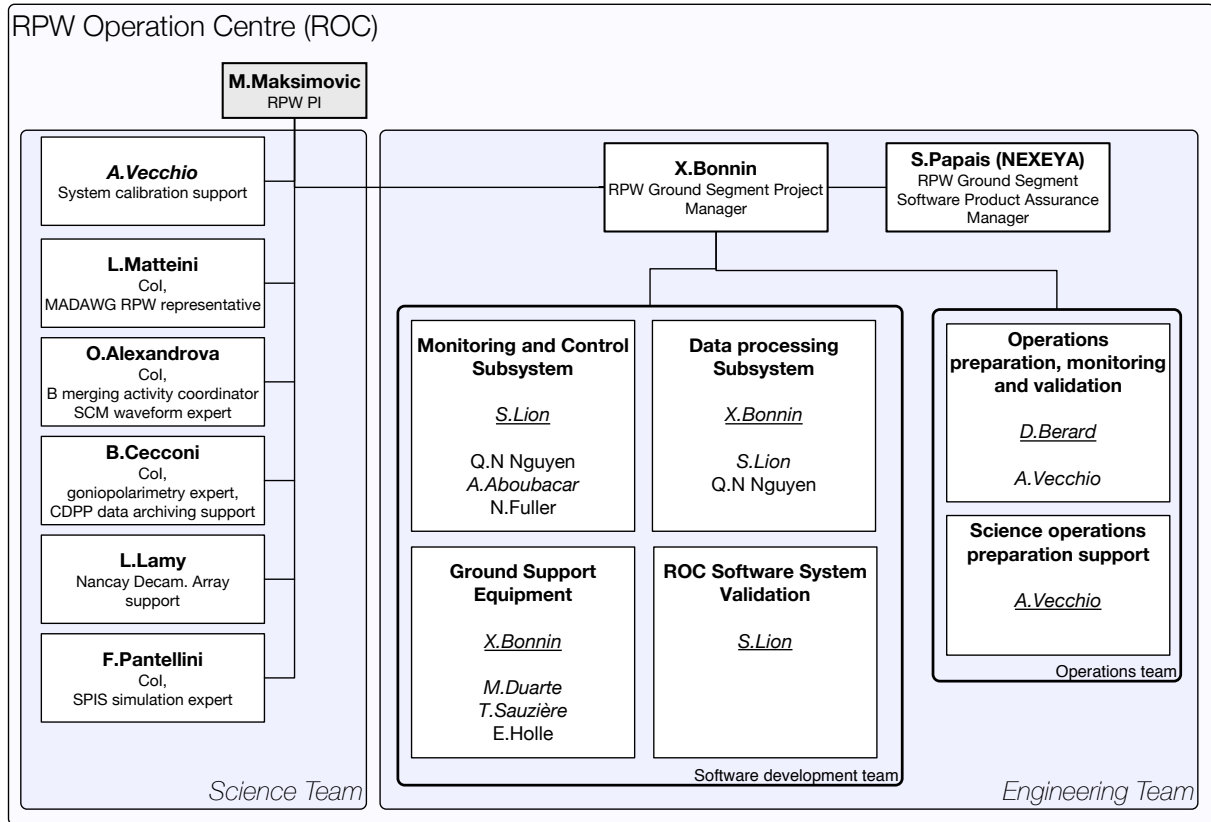 RPW Operation Centre (ROC)
M.Maksimovic
RPW PI
A.Vecchio
System calibration support
L.Matteini
CoI,
MADAWG RPW representative
O.Alexandrova
CoI,
B merging activity coordinator
SCM waveform expert
B.Cecconi
CoI,
goniopolarimetry expert,
CDPP data archiving support
L.Lamy
Nancay Decam. Array
support
F.Pantellini
CoI,
SPIS simulation expert
Science Team
X.Bonnin
RPW Ground Segment Project
Manager
S.Papais (NEXEYA)
RPW Ground Segment
Software Product Assurance
Manager
Monitoring and Control
Subsystem
S.Lion
Q.N Nguyen
A.Aboubacar
N.Fuller
Data processing
Subsystem
X.Bonnin
S.Lion
Q.N Nguyen
Ground Support
Equipment
X.Bonnin
M.Duarte
T.Sauzière
E.Holle
ROC Software System
Validation
S.Lion
Software development team
Operations
preparation, monitoring
and validation
D.Berard
A.Vecchio
Science operations
preparation support
A.Vecchio
Operations team
Engineering Team